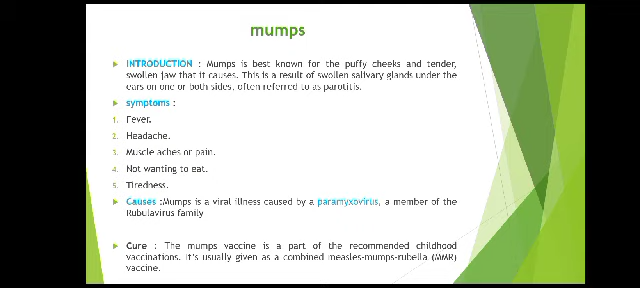 mumps
INTRODUCTION : Mumps is best known for the puffy cheeks and tender,
swollen jaw that it causes. This is a result of swollen salivary glands under the
ears on one or both sides, often referred to as parotitis.
symptoms :
1. Fever.
2. Headache.
3. Muscle aches or pain.
4. Not wanting to eat.
5. Tiredness.
Causes :Mumps is a viral illness caused by a paramyxovirus, a member of the
Rubulavirus family
Cure : The mumps vaccine is a part of the recommended childhood
vaccinations. It's usually given as a combined measles-mumps-rubella (MMR)
vaccine.